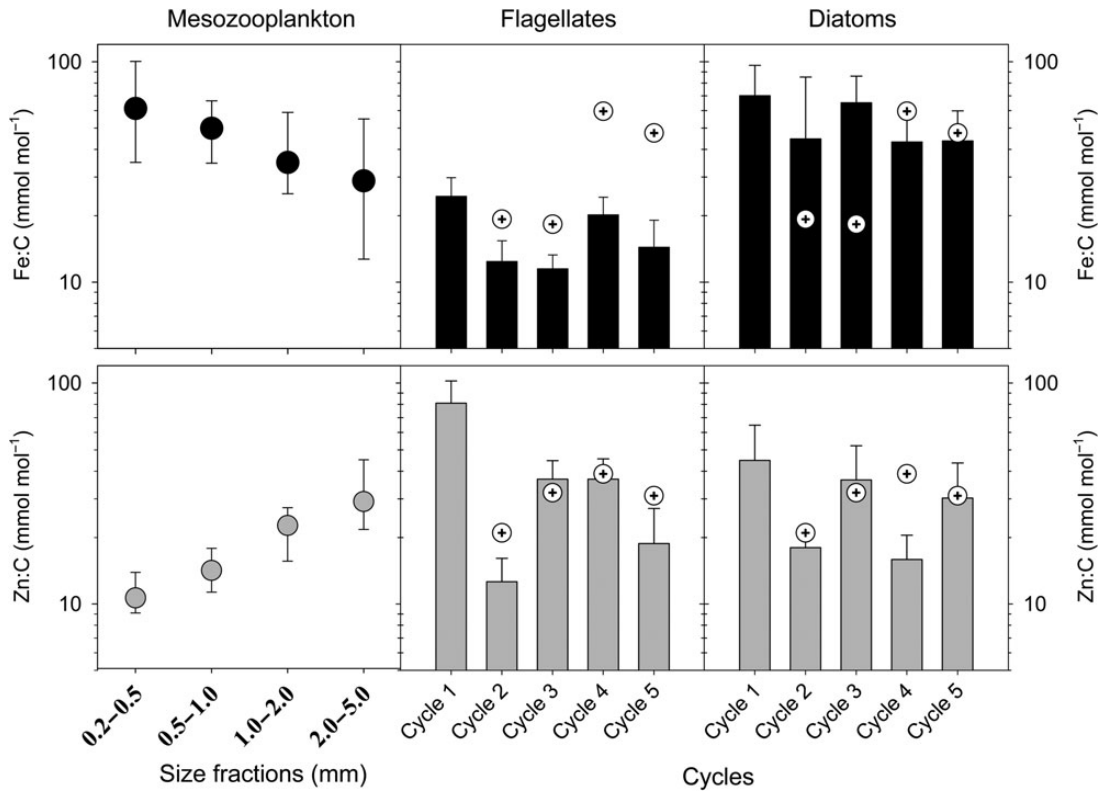 Mesozooplankton
Flagellates
Diatoms
100
10
Fe:C (mmol mol⁻¹)
100
10
Fe:C (mmol mol⁻¹)
100
10
Zn:C (mmol mol⁻¹)
100
10
Zn:C (mmol mol⁻¹)
0.2–0.5
0.5–1.0
1.0–2.0
2.0–5.0
Cycle 1
Cycle 2
Cycle 3
Cycle 4
Cycle 5
Cycle 1
Cycle 2
Cycle 3
Cycle 4
Cycle 5
Size fractions (mm)
Cycles